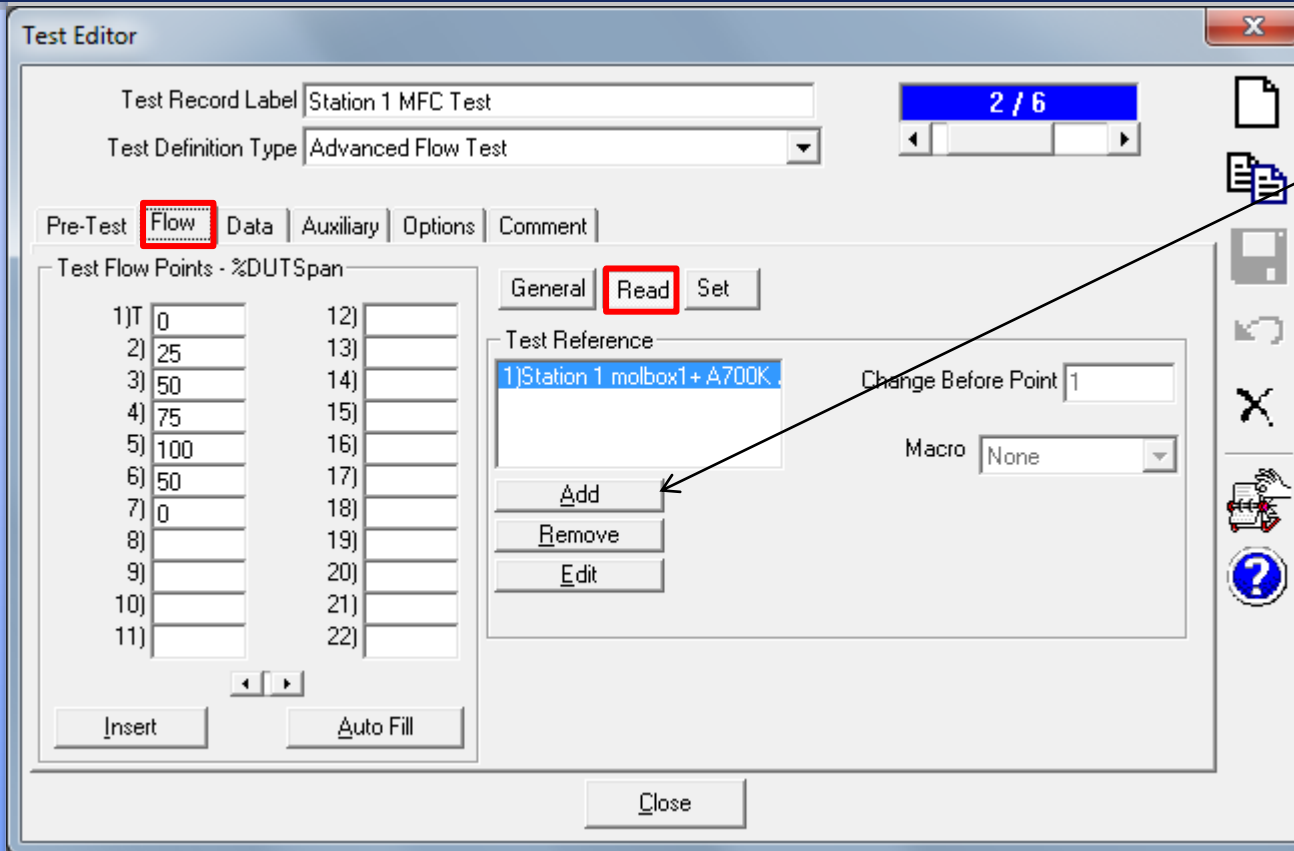 Test Editor
Test Record Label Station 1 MFC Test
2 / 6
Test Definition Type Advanced Flow Test
Pre-Test Flow Data Auxiliary Options Comment
Test Flow Points - %DUTSpan
1)T 0 12)
2) 25 13)
3) 50 14)
4) 75 15)
5) 100 16)
6) 50 17)
7) 0 18)
8) 19)
9) 20)
10) 21)
11) 22)
Insert Auto Fill
General Read Set
Test Reference
1)Station 1 molbox1+ A700K
Change Before Point 1
Macro None
Add
Remove
Edit
Close